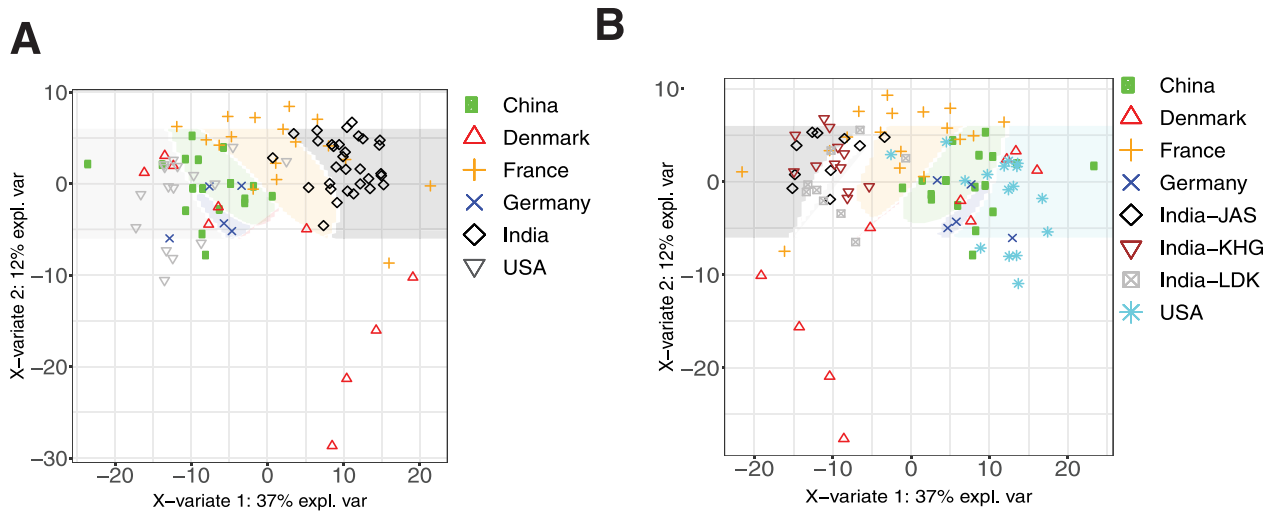 A
X−variate 2: 12% expl. var
10
0
−10
−20
−30
−20
−10
0
10
20
X−variate 1: 37% expl. var
China
Denmark
France
Germany
India
USA
B
X−variate 2: 12% expl. var
10
0
−10
−20
−20
−10
0
10
20
X−variate 1: 37% expl. var
China
Denmark
France
Germany
India−JAS
India−KHG
India−LDK
USA